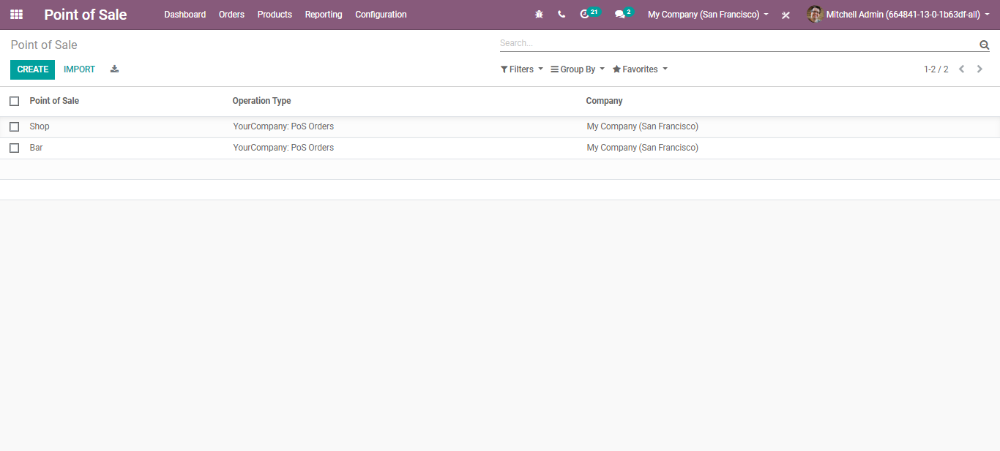 Point of Sale Dashboard Orders Products Reporting Configuration 21 2 My Company (San Francisco) Mitchell Admin (664841-13-0-1b63df-all)
Point of Sale Search...
CREATE IMPORT Filters Group By Favorites 1-2 / 2
Point of Sale Operation Type Company
Shop YourCompany: PoS Orders My Company (San Francisco)
Bar YourCompany: PoS Orders My Company (San Francisco)